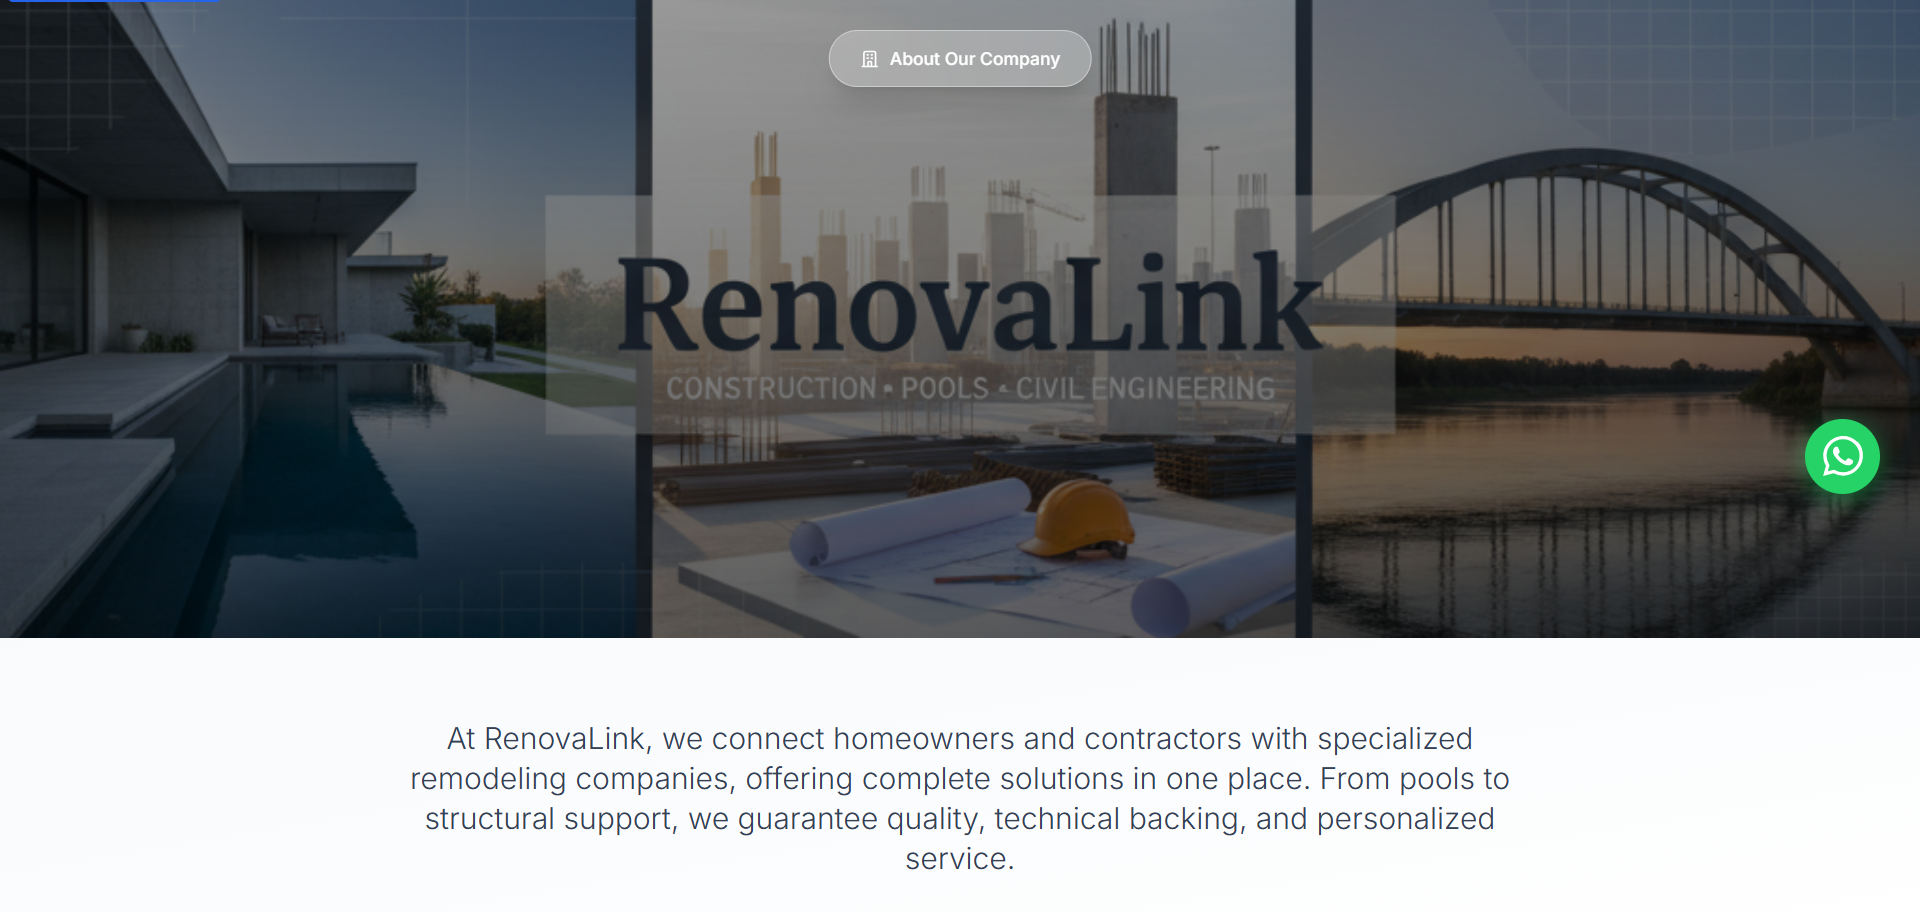 About Our Company
RenovaLink
CONSTRUCTION • POOLS • CIVIL ENGINEERING
At RenovaLink, we connect homeowners and contractors with specialized
remodeling companies, offering complete solutions in one place. From pools to
structural support, we guarantee quality, technical backing, and personalized
service.